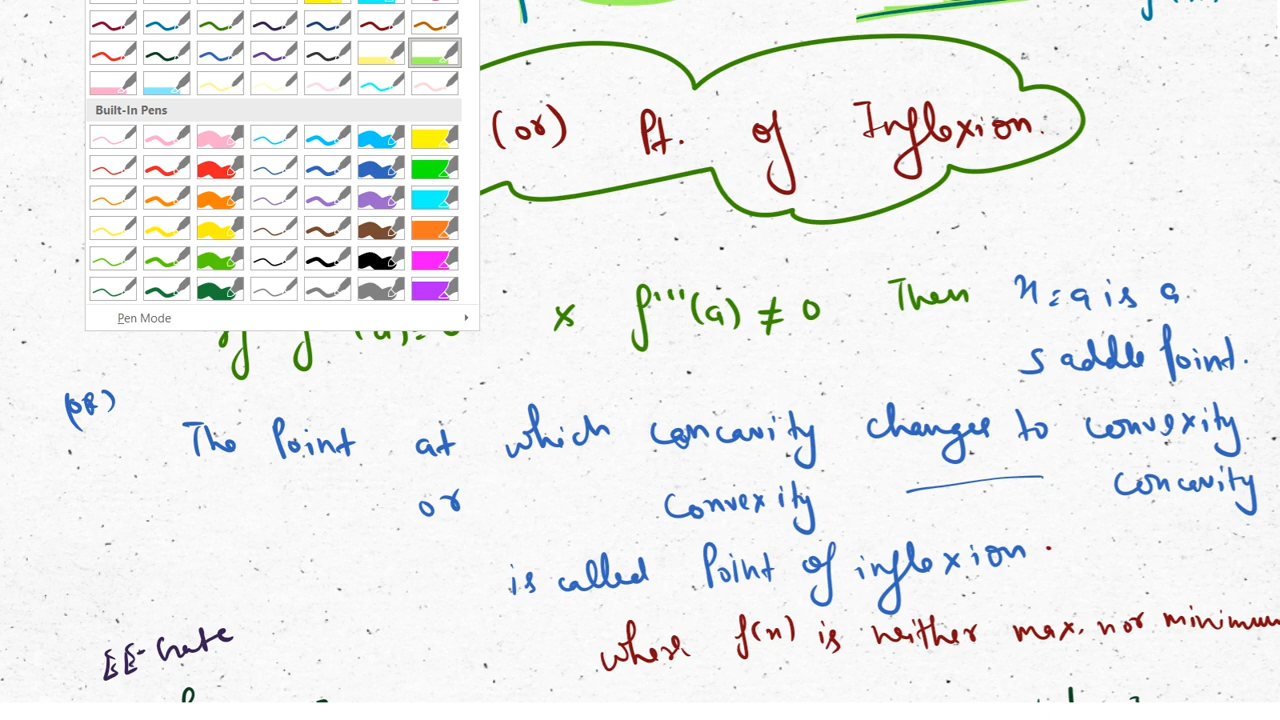 Built-In Pens
Pen Mode
(or) Pt. of Inflexion.
x f'''(a) ≠ 0 Then x = a is a
saddle point.
(or)
The Point at which concavity changes to convexity
or convexity ——— concavity
is called Point of inflexion.
where f(x) is neither max. nor minimum
EE-Gate